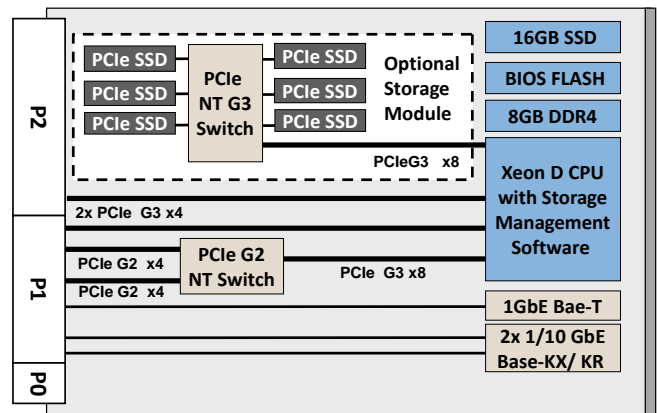 P2
P1
P0
PCIe SSD
PCIe SSD
PCIe SSD
PCIe
NT G3
Switch
PCIe SSD
PCIe SSD
PCIe SSD
Optional
Storage
Module
PCIeG3 x8
16GB SSD
BIOS FLASH
8GB DDR4
Xeon D CPU
with Storage
Management
Software
2x PCIe G3 x4
PCIe G2 x4
PCIe G2 x4
PCIe G2
NT Switch
PCIe G3 x8
1GbE Bae-T
2x 1/10 GbE
Base-KX/ KR